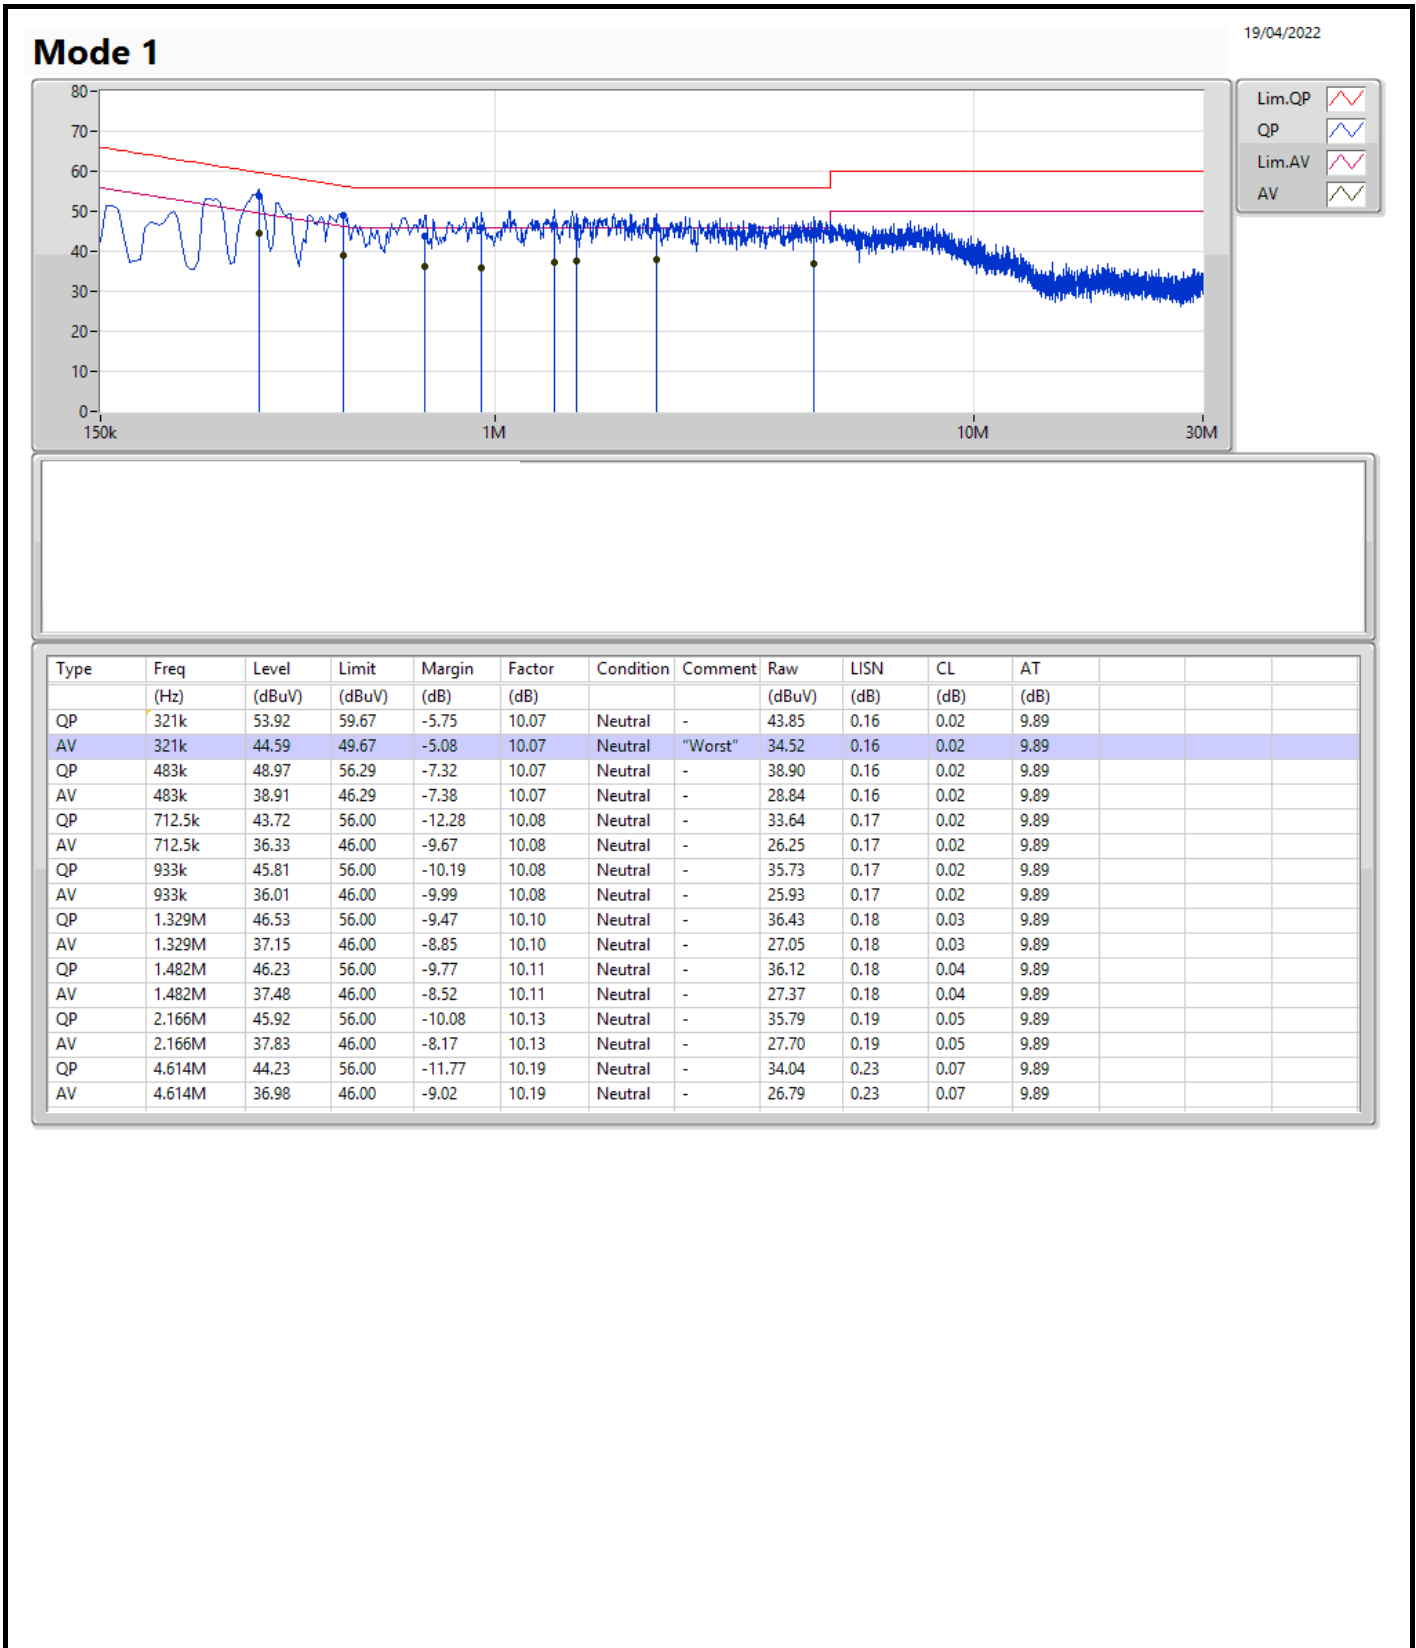 19/04/2022
Mode 1
80
70
60
50
40
30
20
10
0
150k 1M 10M 30M
Lim.QP
QP
Lim.AV
AV
Type Freq Level Limit Margin Factor Condition Comment Raw LISN CL AT
(Hz) (dBuV) (dBuV) (dB) (dB) (dBuV) (dB) (dB) (dB)
QP 321k 53.92 59.67 -5.75 10.07 Neutral - 43.85 0.16 0.02 9.89
AV 321k 44.59 49.67 -5.08 10.07 Neutral "Worst" 34.52 0.16 0.02 9.89
QP 483k 48.97 56.29 -7.32 10.07 Neutral - 38.90 0.16 0.02 9.89
AV 483k 38.91 46.29 -7.38 10.07 Neutral - 28.84 0.16 0.02 9.89
QP 712.5k 43.72 56.00 -12.28 10.08 Neutral - 33.64 0.17 0.02 9.89
AV 712.5k 36.33 46.00 -9.67 10.08 Neutral - 26.25 0.17 0.02 9.89
QP 933k 45.81 56.00 -10.19 10.08 Neutral - 35.73 0.17 0.02 9.89
AV 933k 36.01 46.00 -9.99 10.08 Neutral - 25.93 0.17 0.02 9.89
QP 1.329M 46.53 56.00 -9.47 10.10 Neutral - 36.43 0.18 0.03 9.89
AV 1.329M 37.15 46.00 -8.85 10.10 Neutral - 27.05 0.18 0.03 9.89
QP 1.482M 46.23 56.00 -9.77 10.11 Neutral - 36.12 0.18 0.04 9.89
AV 1.482M 37.48 46.00 -8.52 10.11 Neutral - 27.37 0.18 0.04 9.89
QP 2.166M 45.92 56.00 -10.08 10.13 Neutral - 35.79 0.19 0.05 9.89
AV 2.166M 37.83 46.00 -8.17 10.13 Neutral - 27.70 0.19 0.05 9.89
QP 4.614M 44.23 56.00 -11.77 10.19 Neutral - 34.04 0.23 0.07 9.89
AV 4.614M 36.98 46.00 -9.02 10.19 Neutral - 26.79 0.23 0.07 9.89